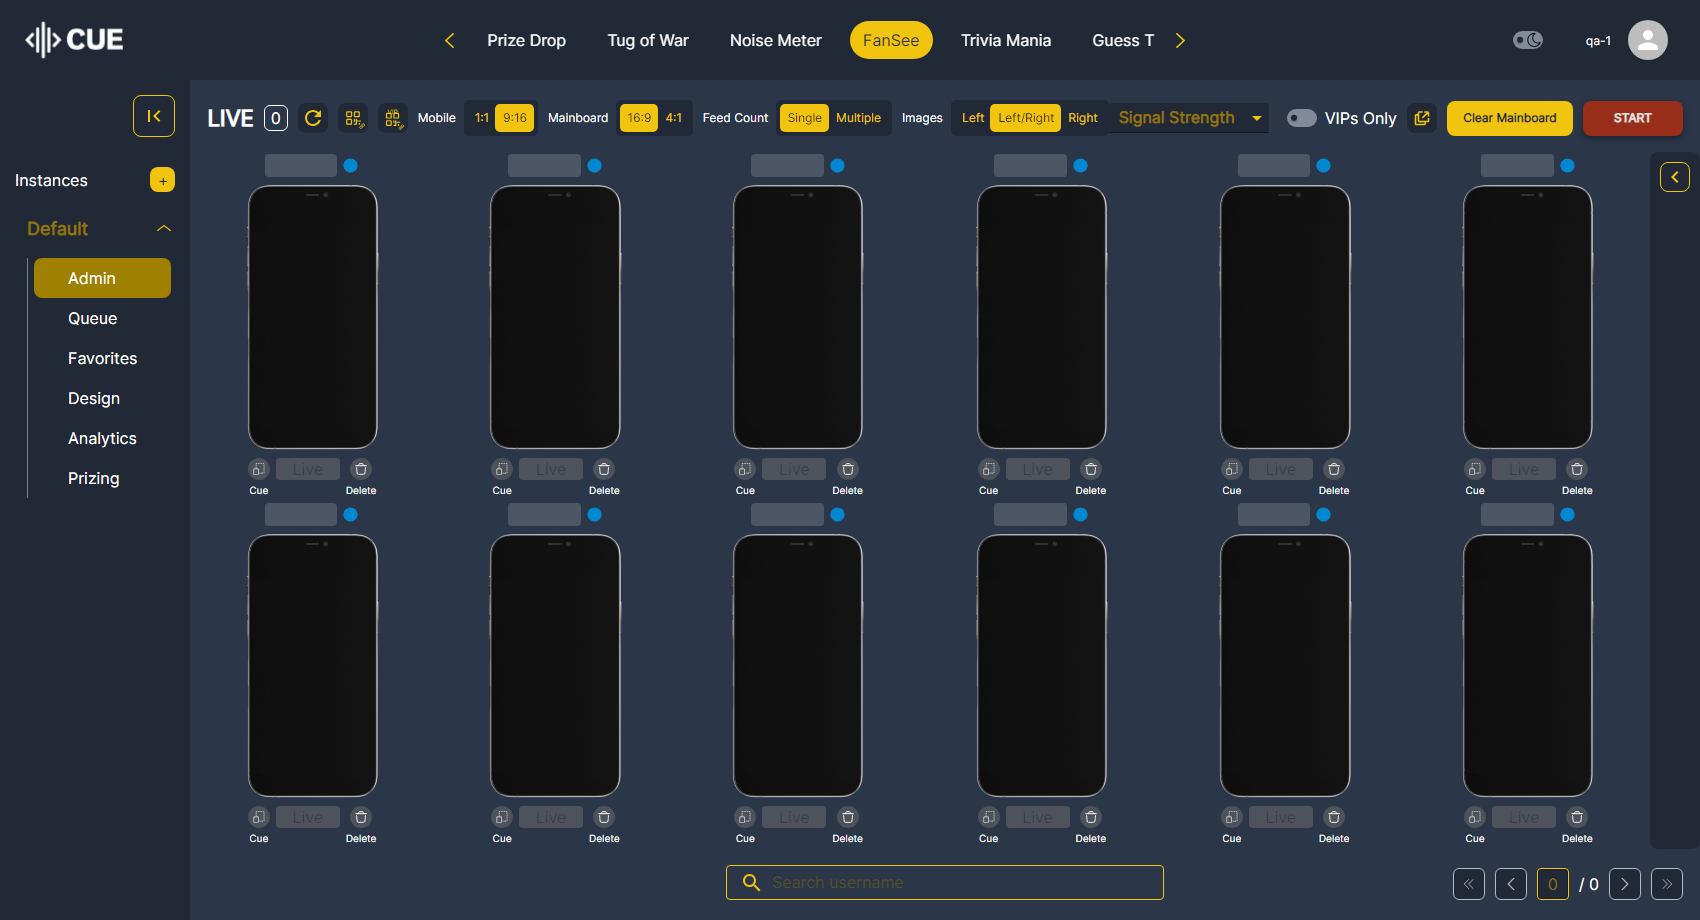 CUE
Prize Drop Tug of War Noise Meter FanSee Trivia Mania Guess T
qa-1
LIVE 0 Mobile 1:1 9:16 Mainboard 16:9 4:1 Feed Count Single Multiple Images Left Left/Right Right Signal Strength VIPs Only Clear Mainboard START
Instances +
Default
Admin
Queue
Favorites
Design
Analytics
Prizing
Live Live Live Live Live Live
Cue Delete Cue Delete Cue Delete Cue Delete Cue Delete Cue Delete
Live Live Live Live Live Live
Cue Delete Cue Delete Cue Delete Cue Delete Cue Delete Cue Delete
Search username
0 / 0